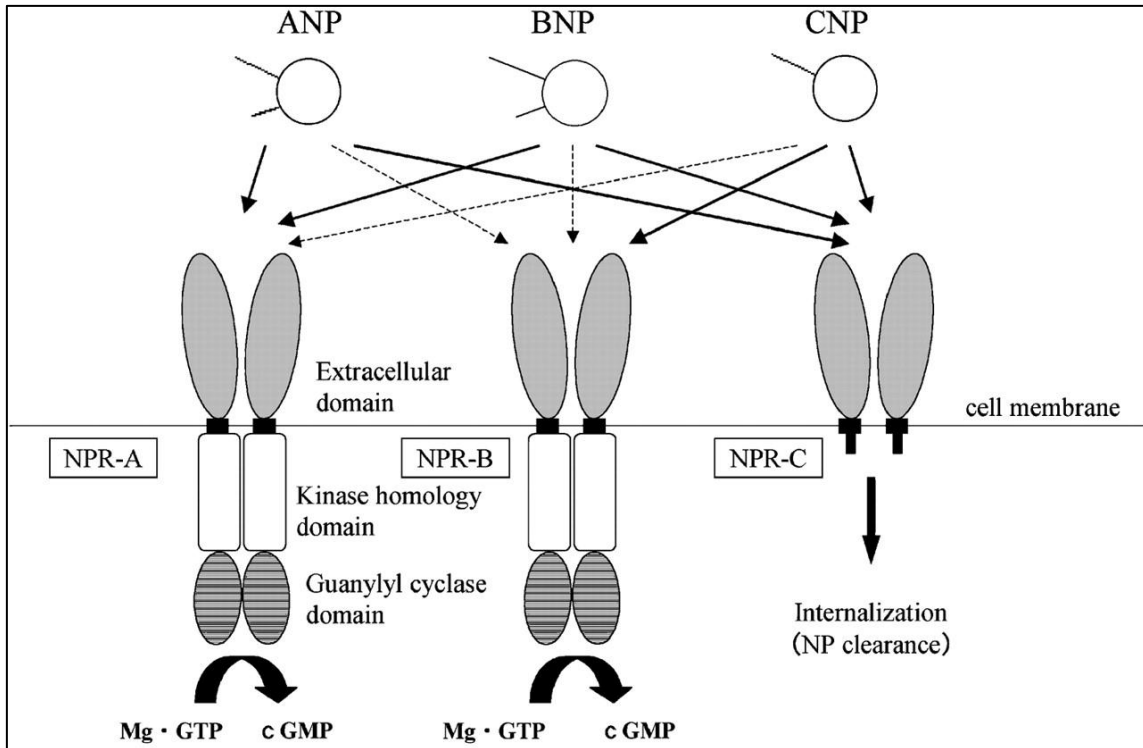 ANP
BNP
CNP
Extracellular
domain
cell membrane
NPR-A
NPR-B
NPR-C
Kinase homology
domain
Guanylyl cyclase
domain
Internalization
(NP clearance)
Mg・GTP
c GMP
Mg・GTP
c GMP